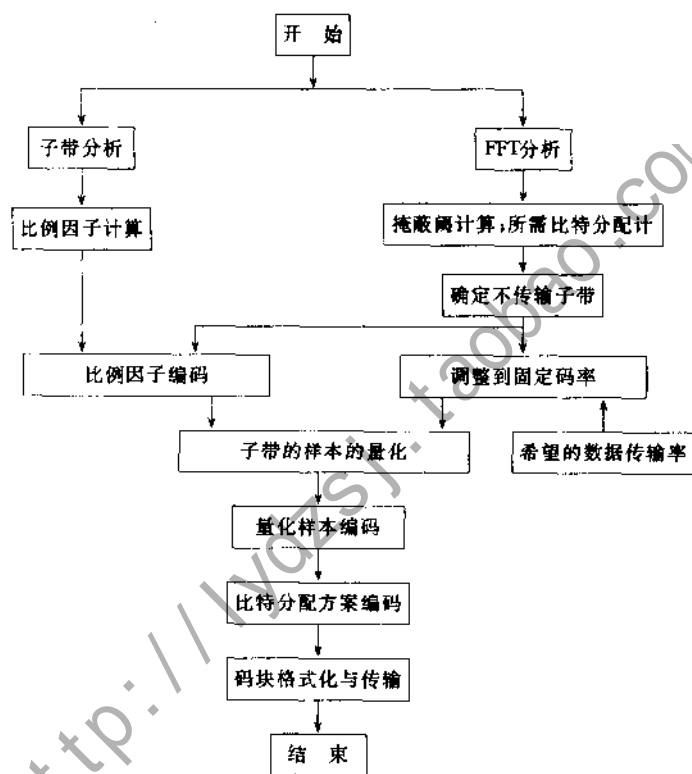 开 始
子带分析
FFT分析
比例因子计算
掩蔽阈计算,所需比特分配计
确定不传输子带
比例因子编码
调整到固定码率
子带的样本的量化
希望的数据传输率
量化样本编码
比特分配方案编码
码块格式化与传输
结 束
ttp://lydzsj.taobao.com